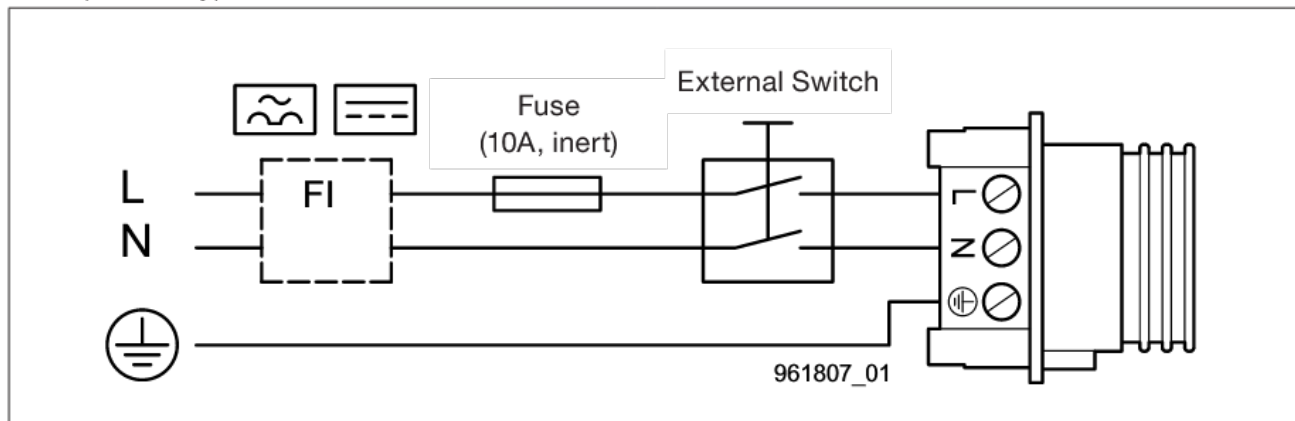 Fuse
(10A, inert)
External Switch
L
FI
L
N
N
961807_01